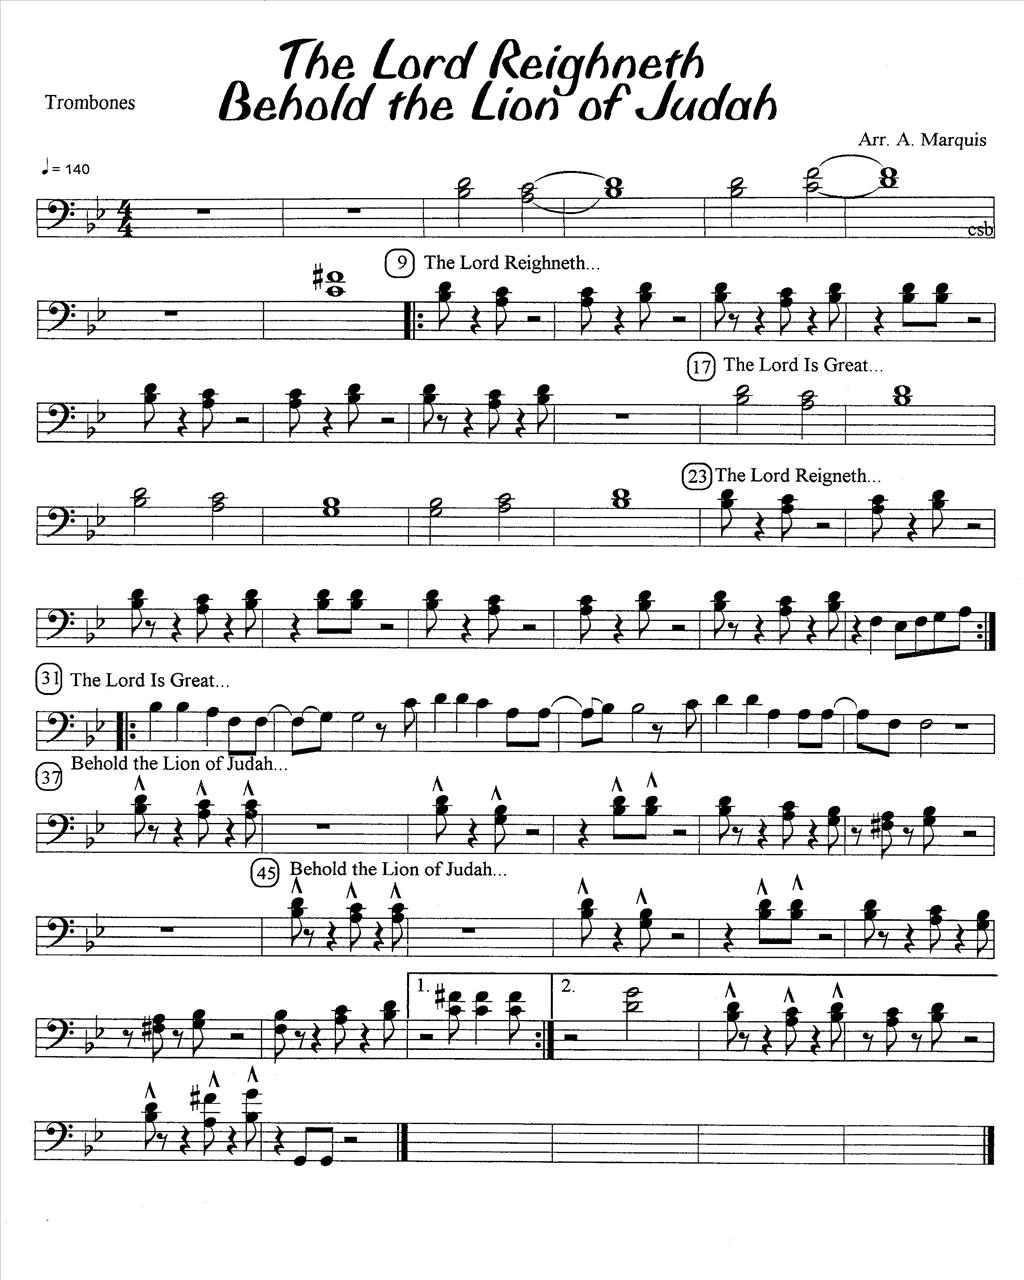 The Lord Reighneth
Trombones
Behold the Lion of Judah
Arr. A. Marquis
♩= 140
csb
9 The Lord Reighneth...
17 The Lord Is Great...
23 The Lord Reigneth...
31 The Lord Is Great...
37 Behold the Lion of Judah...
45 Behold the Lion of Judah...
1. 2.